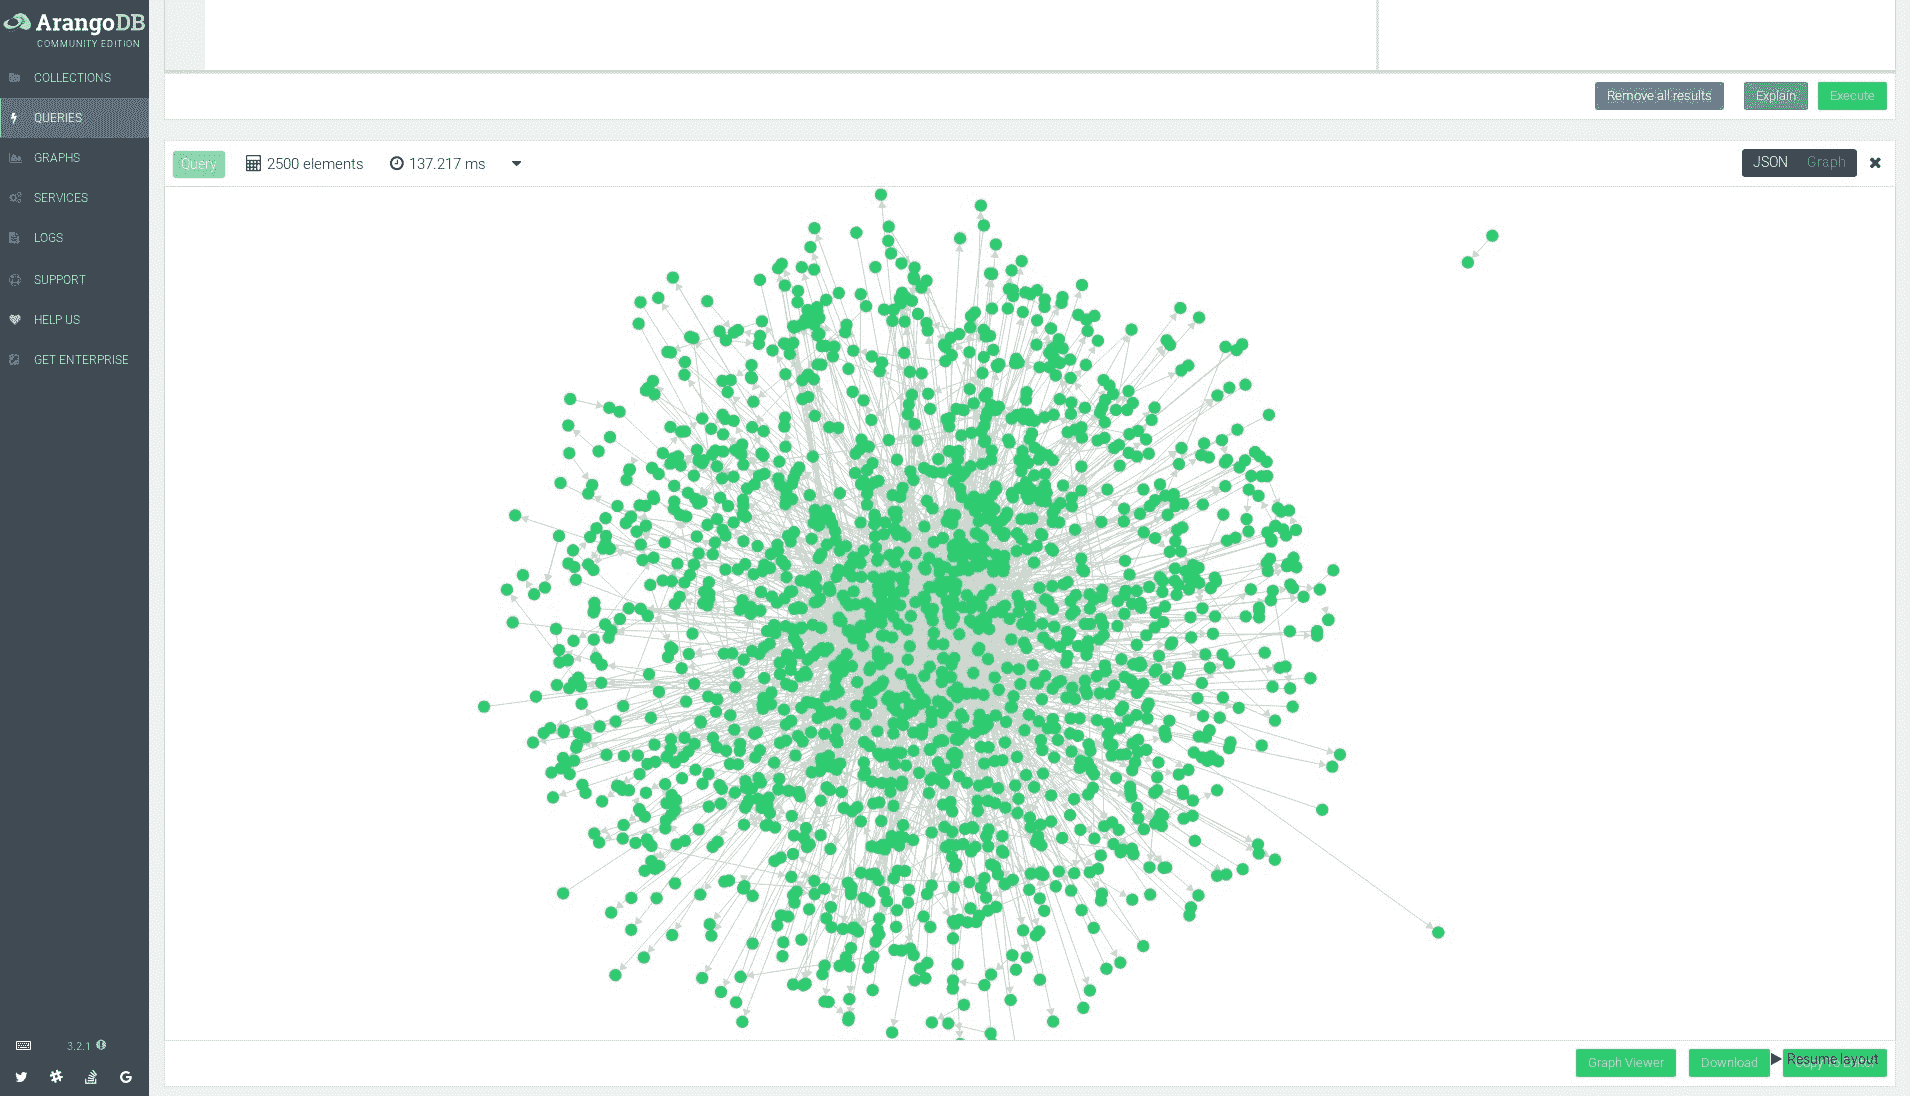 ArangoDB
COMMUNITY EDITION
COLLECTIONS
QUERIES
GRAPHS
SERVICES
LOGS
SUPPORT
HELP US
GET ENTERPRISE
3.2.1
Remove all results Explain Execute
Query 2500 elements 137.217 ms JSON Graph
Graph Viewer Download Resume layout